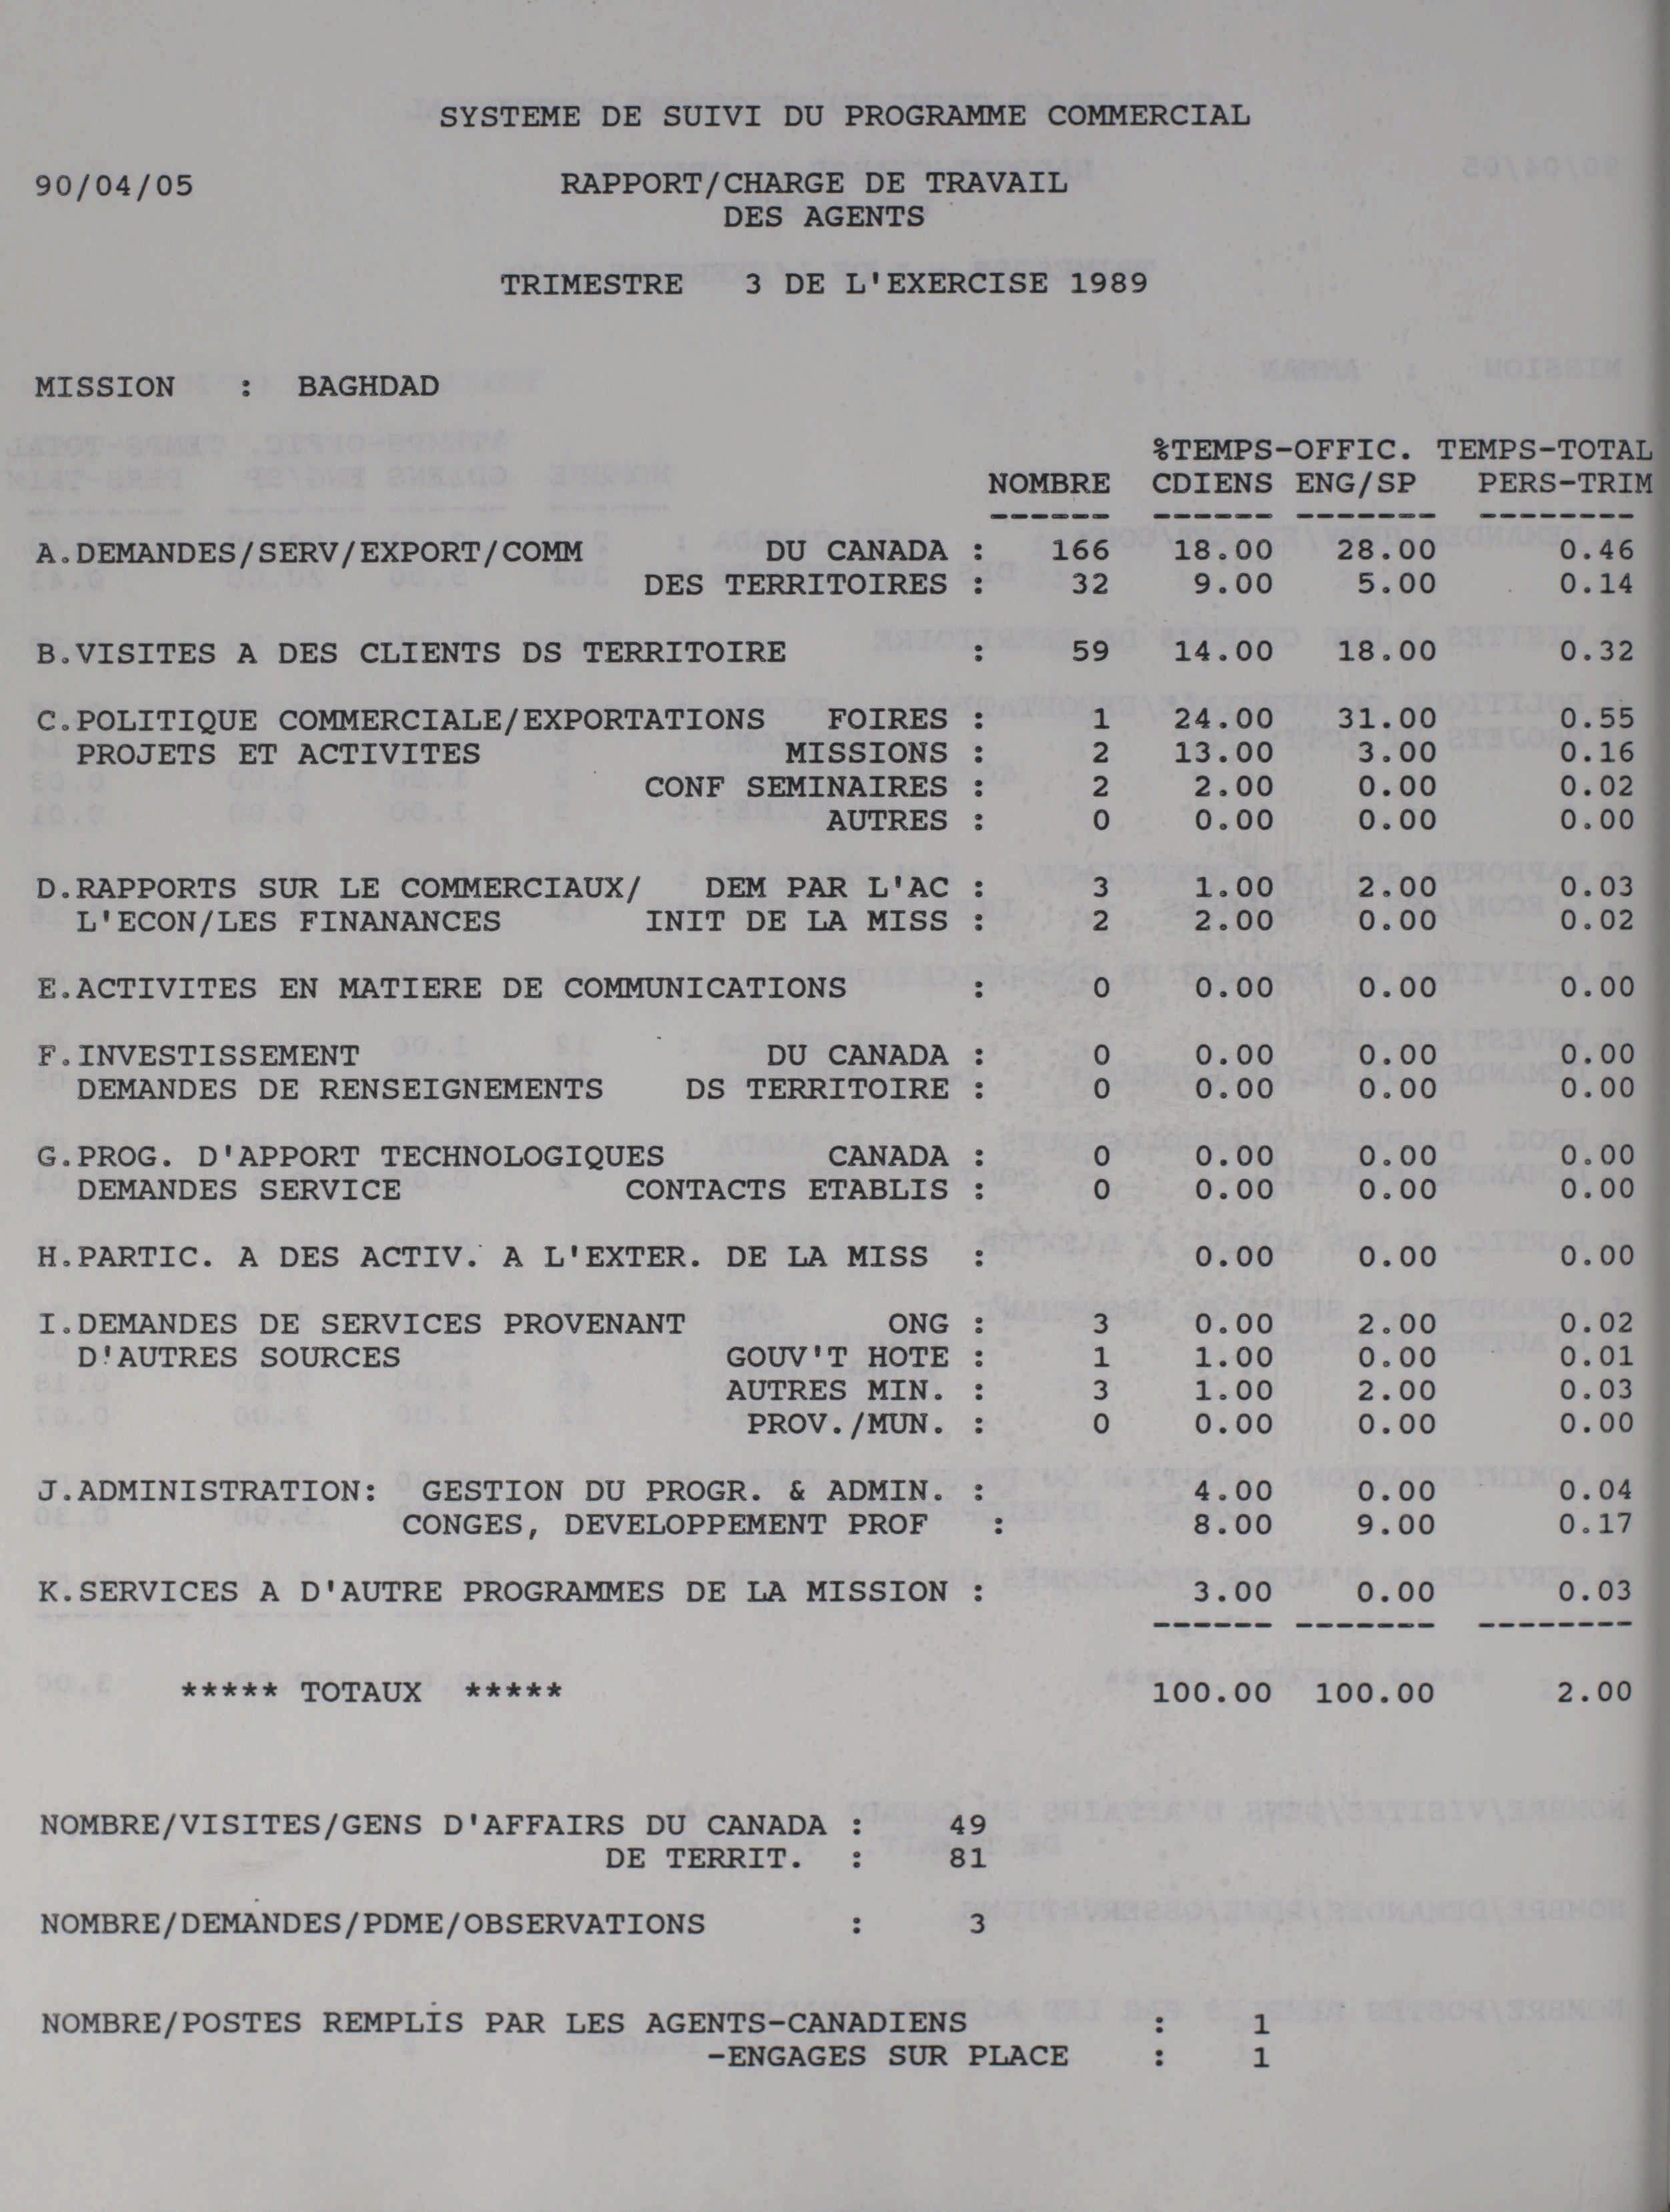 SYSTEME DE SUIVI DU PROGRAMME COMMERCIAL
90/04/05 RAPPORT/CHARGE DE TRAVAIL
DES AGENTS
TRIMESTRE 3 DE L'EXERCISE 1989
MISSION : BAGHDAD
%TEMPS-OFFIC. TEMPS-TOTAL
NOMBRE CDIENS ENG/SP PERS-TRIM
------ ------ ------- --------
A.DEMANDES/SERV/EXPORT/COMM DU CANADA : 166 18.00 28.00 0.46
DES TERRITOIRES : 32 9.00 5.00 0.14
B.VISITES A DES CLIENTS DS TERRITOIRE : 59 14.00 18.00 0.32
C.POLITIQUE COMMERCIALE/EXPORTATIONS FOIRES : 1 24.00 31.00 0.55
PROJETS ET ACTIVITES MISSIONS : 2 13.00 3.00 0.16
CONF SEMINAIRES : 2 2.00 0.00 0.02
AUTRES : 0 0.00 0.00 0.00
D.RAPPORTS SUR LE COMMERCIAUX/ DEM PAR L'AC : 3 1.00 2.00 0.03
L'ECON/LES FINANANCES INIT DE LA MISS : 2 2.00 0.00 0.02
E.ACTIVITES EN MATIERE DE COMMUNICATIONS : 0 0.00 0.00 0.00
F.INVESTISSEMENT DU CANADA : 0 0.00 0.00 0.00
DEMANDES DE RENSEIGNEMENTS DS TERRITOIRE : 0 0.00 0.00 0.00
G.PROG. D'APPORT TECHNOLOGIQUES CANADA : 0 0.00 0.00 0.00
DEMANDES SERVICE CONTACTS ETABLIS : 0 0.00 0.00 0.00
H.PARTIC. A DES ACTIV. A L'EXTER. DE LA MISS : 0.00 0.00 0.00
I.DEMANDES DE SERVICES PROVENANT ONG : 3 0.00 2.00 0.02
D'AUTRES SOURCES GOUV'T HOTE : 1 1.00 0.00 0.01
AUTRES MIN. : 3 1.00 2.00 0.03
PROV./MUN. : 0 0.00 0.00 0.00
J.ADMINISTRATION: GESTION DU PROGR. & ADMIN. : 4.00 0.00 0.04
CONGES, DEVELOPPEMENT PROF : 8.00 9.00 0.17
K.SERVICES A D'AUTRE PROGRAMMES DE LA MISSION : 3.00 0.00 0.03
------ ------- --------
***** TOTAUX ***** 100.00 100.00 2.00
NOMBRE/VISITES/GENS D'AFFAIRS DU CANADA : 49
DE TERRIT. : 81
NOMBRE/DEMANDES/PDME/OBSERVATIONS : 3
NOMBRE/POSTES REMPLIS PAR LES AGENTS-CANADIENS : 1
-ENGAGES SUR PLACE : 1